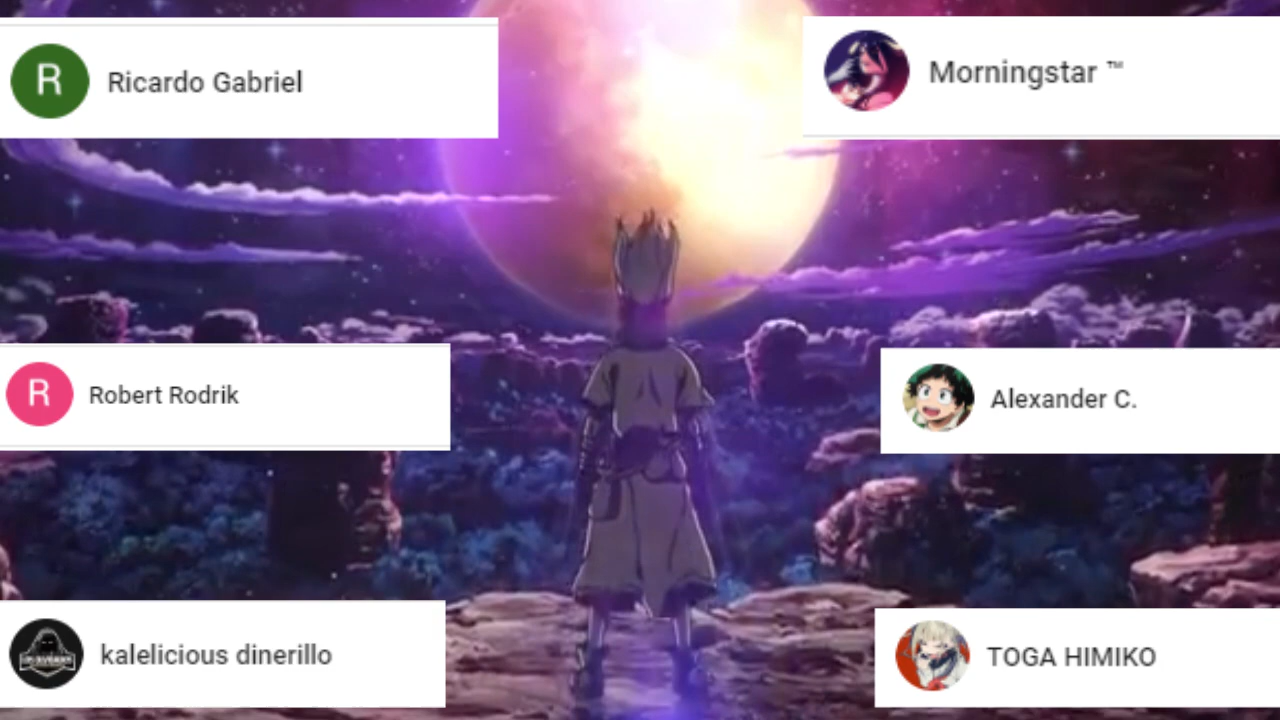 R Ricardo Gabriel
Morningstar ™
R Robert Rodrik
Alexander C.
kalelicious dinerillo
TOGA HIMIKO